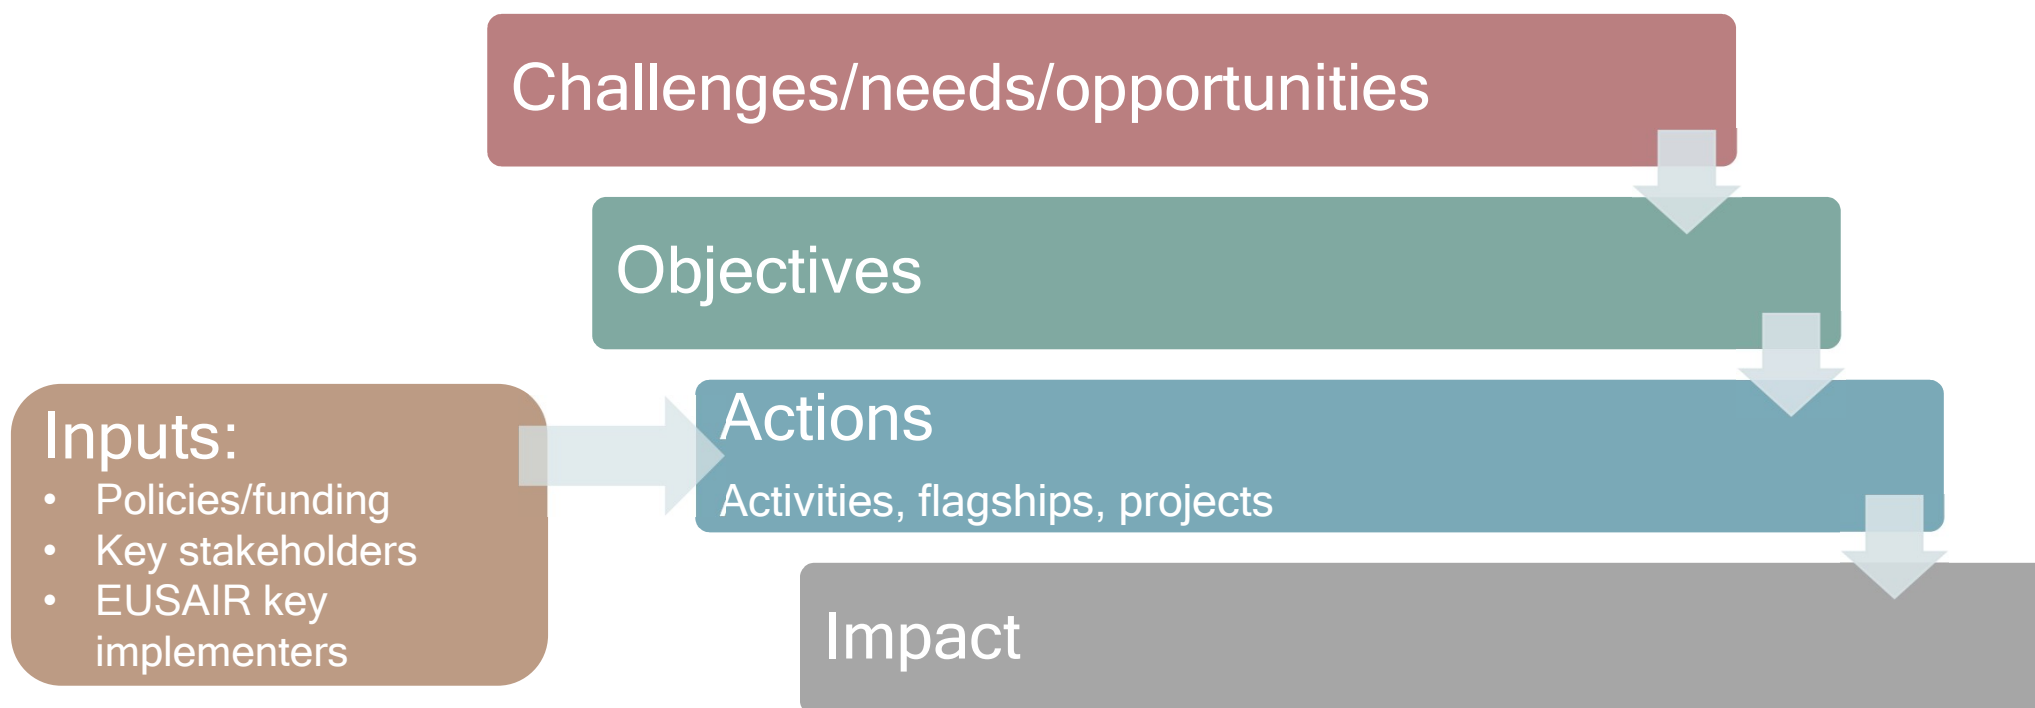 Challenges/needs/opportunities
Objectives
Inputs:
• Policies/funding
• Key stakeholders
• EUSAIR key
implementers
Actions
Activities, flagships, projects
Impact